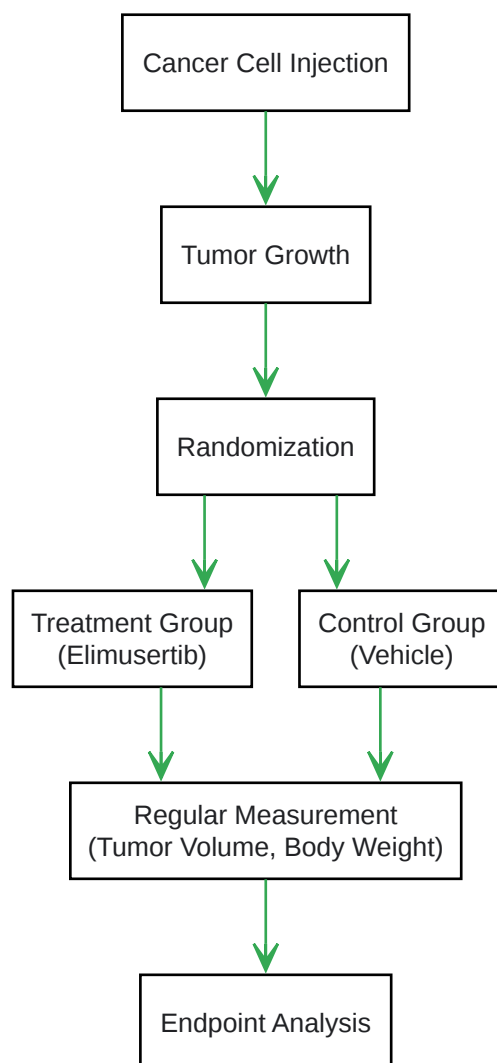 Cancer Cell Injection
Tumor Growth
Randomization
Treatment Group
(Elimusertib)
Control Group
(Vehicle)
Regular Measurement
(Tumor Volume, Body Weight)
Endpoint Analysis